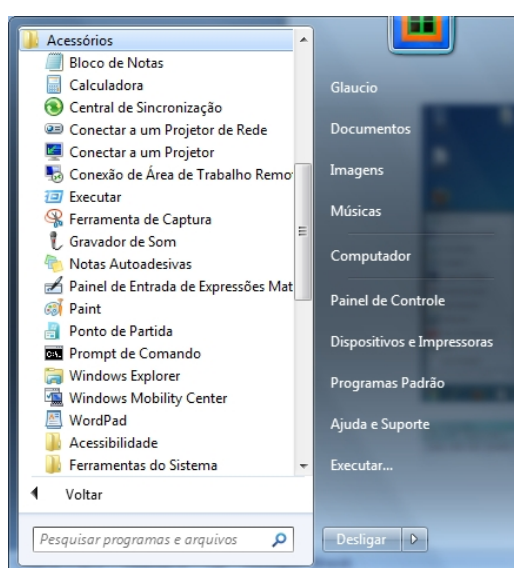 Acessórios
Bloco de Notas
Calculadora
Central de Sincronização
Conectar a um Projetor de Rede
Conectar a um Projetor
Conexão de Área de Trabalho Remo
Executar
Ferramenta de Captura
Gravador de Som
Notas Autoadesivas
Painel de Entrada de Expressões Mat
Paint
Ponto de Partida
Prompt de Comando
Windows Explorer
Windows Mobility Center
WordPad
Acessibilidade
Ferramentas do Sistema
Voltar
Pesquisar programas e arquivos
Glaucio
Documentos
Imagens
Músicas
Computador
Painel de Controle
Dispositivos e Impressoras
Programas Padrão
Ajuda e Suporte
Executar...
Desligar